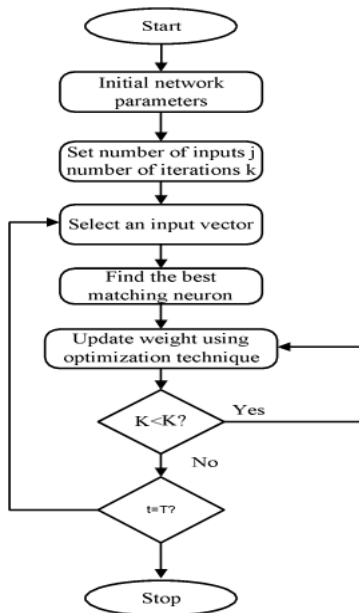 Start
Initial network
parameters
Set number of inputs j
number of iterations k
Select an input vector
Find the best
matching neuron
Update weight using
optimization technique
K<K?
Yes
No
t=T?
Stop